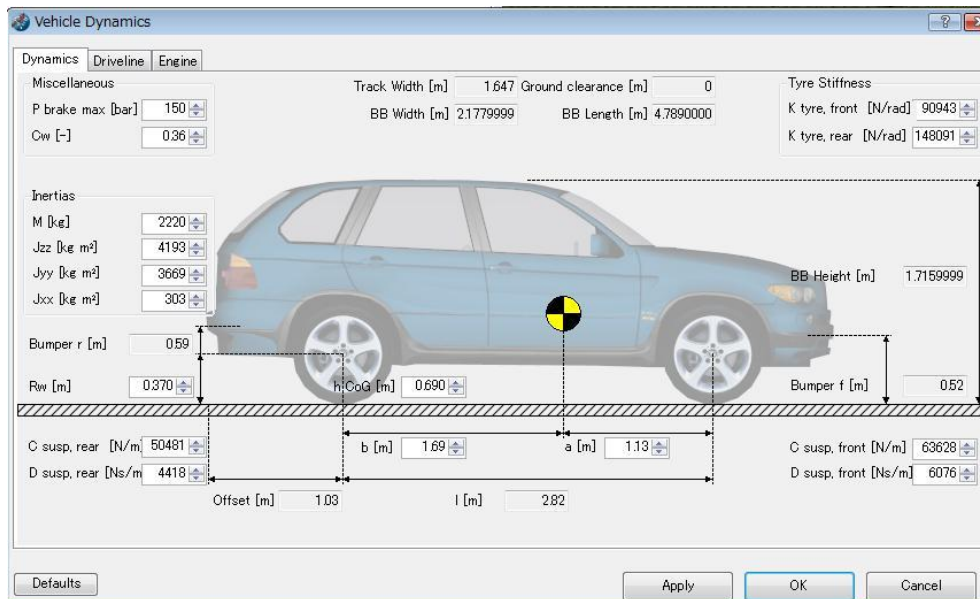 Vehicle Dynamics
Dynamics Driveline Engine
Miscellaneous
P brake max [bar] 150
Cw [-] 0.36
Track Width [m] 1.647 Ground clearance [m] 0
BB Width [m] 2.1779999 BB Length [m] 4.7890000
Tyre Stiffness
K tyre, front [N/rad] 90943
K tyre, rear [N/rad] 148091
Inertias
M [kg] 2220
Jzz [kg m²] 4193
Jyy [kg m²] 3669
Jxx [kg m²] 303
BB Height [m] 1.7159999
Bumper r [m] 0.59
Rw [m] 0.370
h CoG [m] 0.690
Bumper f [m] 0.52
C susp, rear [N/m] 50481
D susp, rear [Ns/m 4418
b [m] 1.69
a [m] 1.13
C susp, front [N/m] 63628
D susp, front [Ns/m] 6076
Offset [m] 1.03
l [m] 2.82
Defaults
Apply OK Cancel